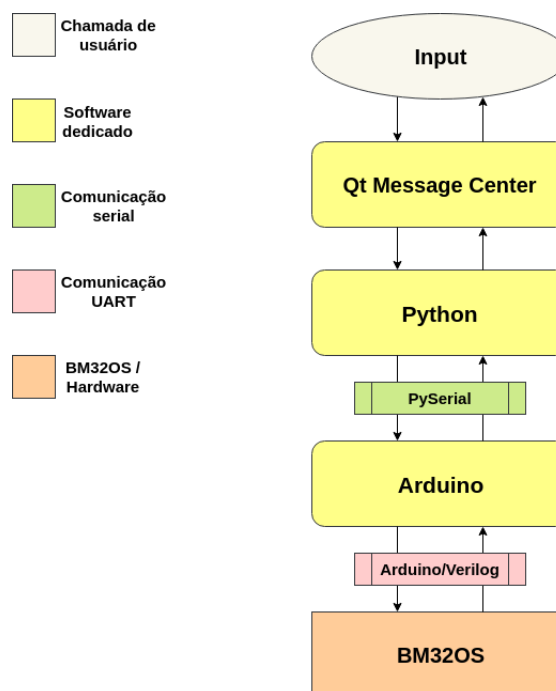 Chamada de
usuário
Software
dedicado
Comunicação
serial
Comunicação
UART
BM32OS /
Hardware
Input
Qt Message Center
Python
PySerial
Arduino
Arduino/Verilog
BM32OS